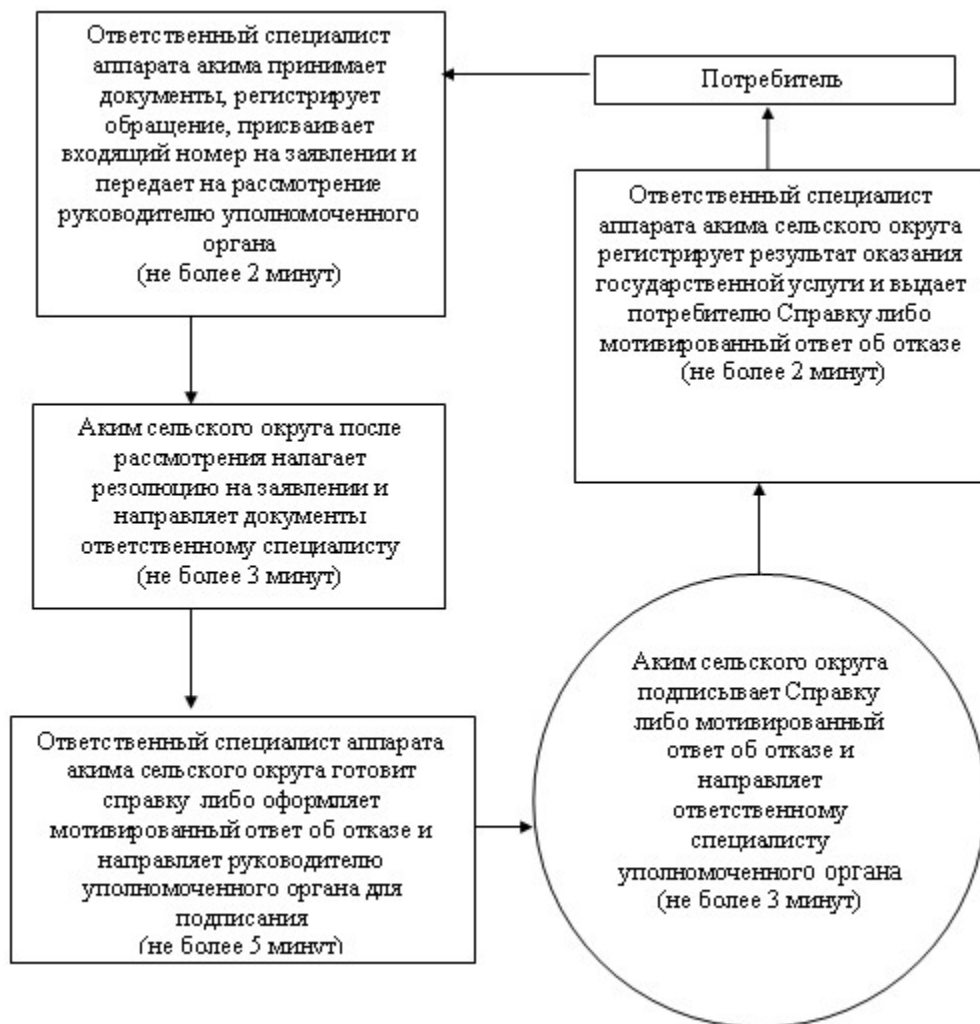 Ответственный специалист
аппарата акима принимает
документы, регистрирует
обращение, присваивает
входящий номер на заявлении и
передает на рассмотрение
руководителю уполномоченного
органа
(не более 2 минут)
Потребитель
Ответственный специалист
аппарата акима сельского округа
регистрирует результат оказания
государственной услуги и выдает
потребителю Справку либо
мотивированный ответ об отказе
(не более 2 минут)
Аким сельского округа после
рассмотрения налагает
резолюцию на заявлении и
направляет документы
ответственному специалисту
(не более 3 минут)
Ответственный специалист аппарата
акима сельского округа готовит
справку либо оформляет
мотивированный ответ об отказе и
направляет руководителю
уполномоченного органа для
подписания
(не более 5 минут)
Аким сельского округа
подписывает Справку
либо мотивированный
ответ об отказе и
направляет
ответственному
специалисту
уполномоченного органа
(не более 3 минут)